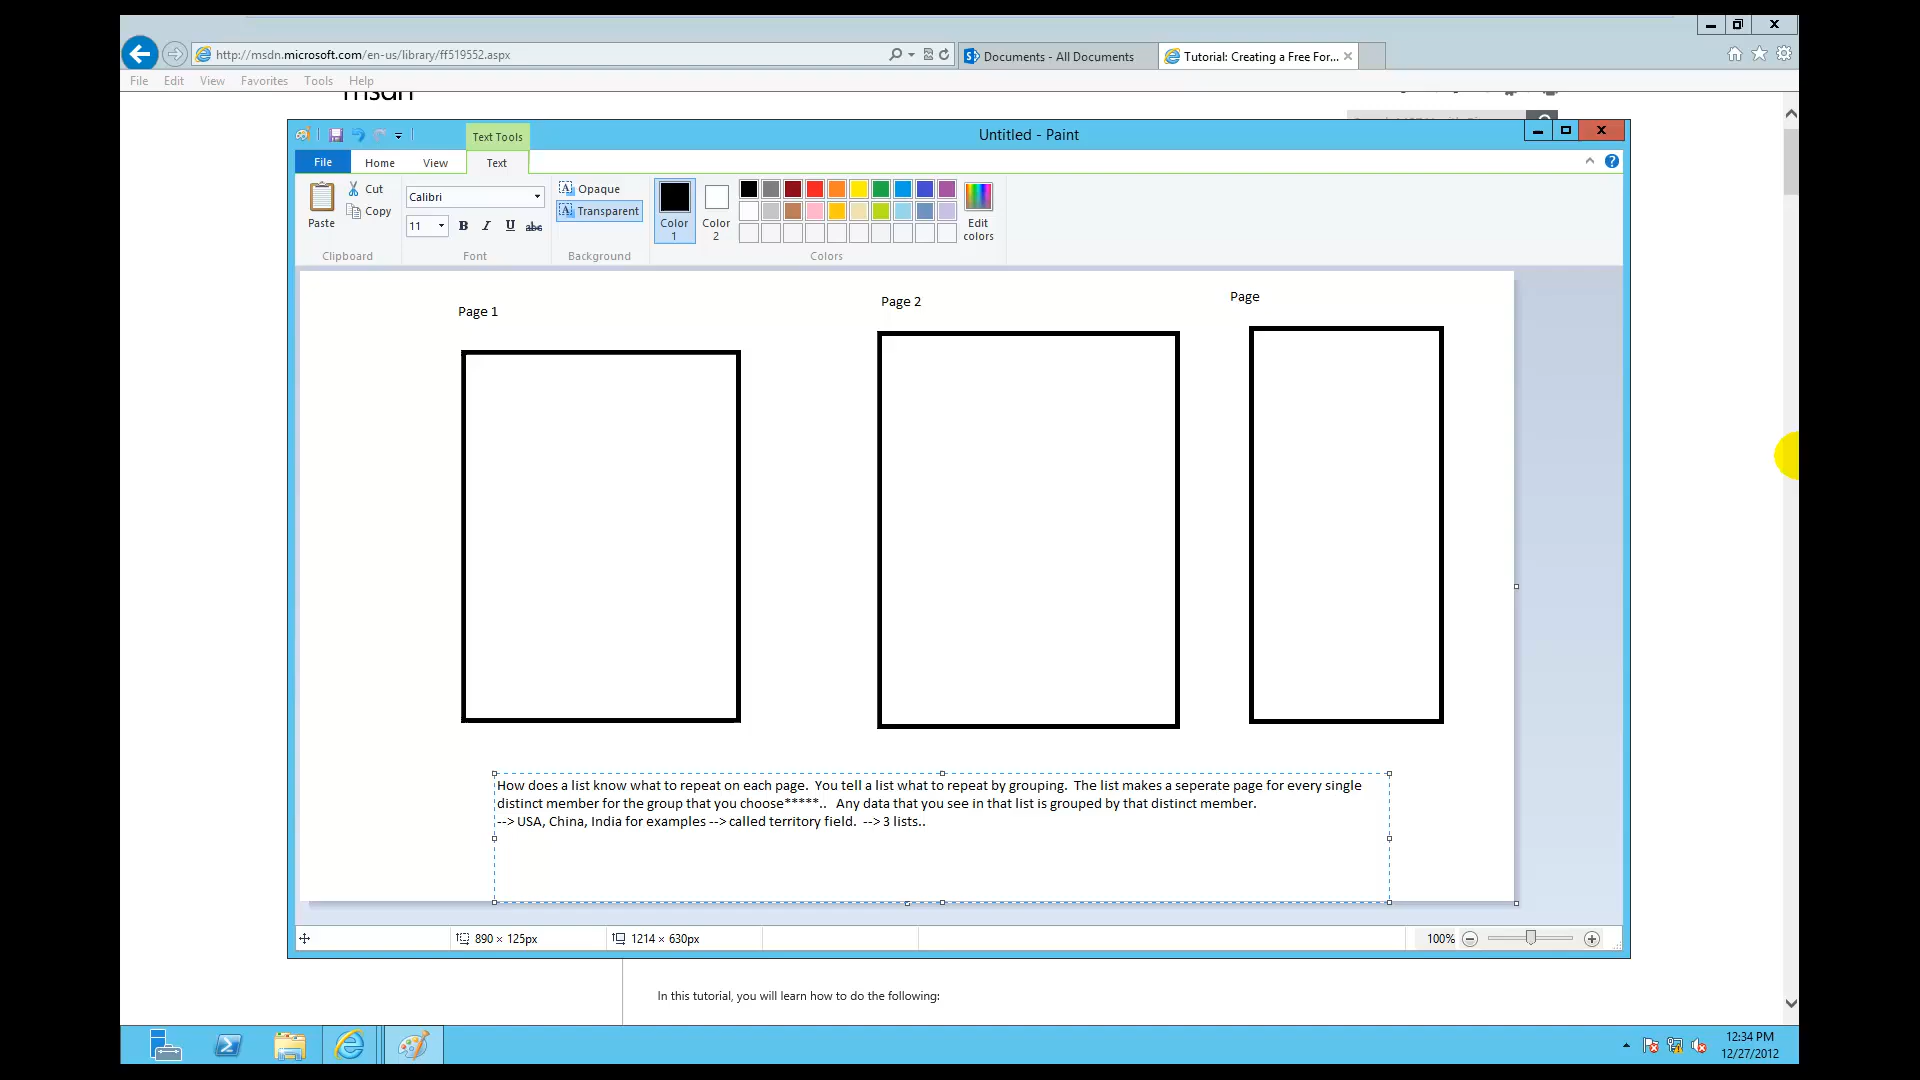 http://msdn.microsoft.com/en-us/library/ff519552.aspx
Documents - All Documents
Tutorial: Creating a Free For...
File Edit View Favorites Tools Help
msdn
Text Tools
Untitled - Paint
File Home View Text
Paste
Cut
Copy
Clipboard
Calibri
11
B I U abc
Font
Opaque
Transparent
Background
Color 1
Color 2
Edit colors
Colors
Page 1
Page 2
Page
How does a list know what to repeat on each page.  You tell a list what to repeat by grouping.  The list makes a seperate page for every single
distinct member for the group that you choose*****..   Any data that you see in that list is grouped by that distinct member.
--> USA, China, India for examples --> called territory field.  --> 3 lists..
890 × 125px
1214 × 630px
100%
In this tutorial, you will learn how to do the following:
12:34 PM
12/27/2012